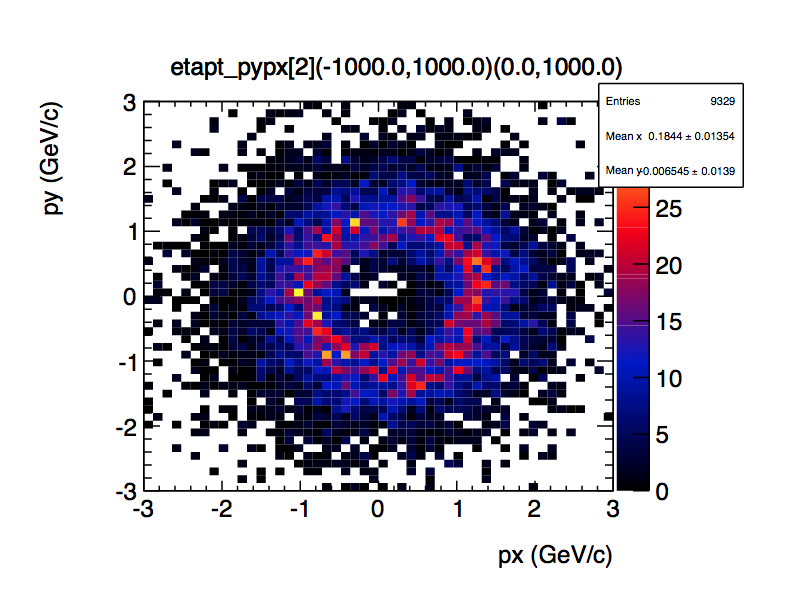 etapt_pypx[2](-1000.0,1000.0)(0.0,1000.0)
Entries 9329
Mean x 0.1844 ± 0.01354
Mean y-0.006545 ± 0.0139
py (GeV/c)
3
2
1
0
-1
-2
-3
-3 -2 -1 0 1 2 3
px (GeV/c)
25
20
15
10
5
0